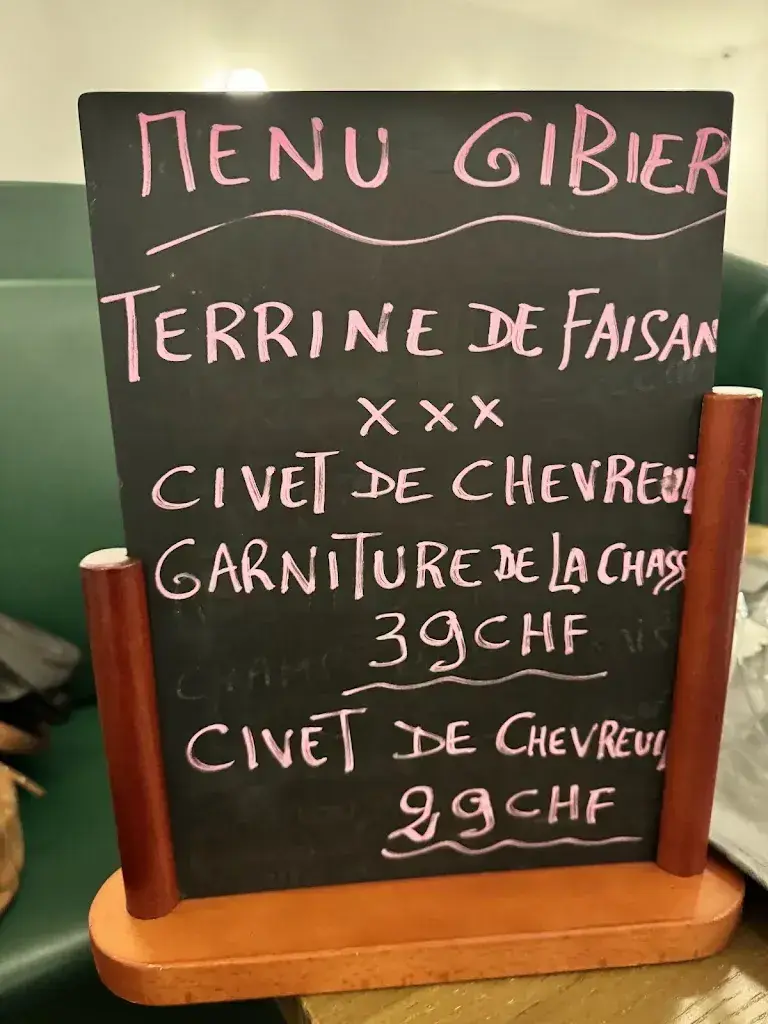 MENU GIBIER
TERRINE DE FAISAN
xxx
CIVET DE CHEVREUI
GARNITURE DE LA CHASS
39CHF
CIVET DE CHEVREUI
29CHF